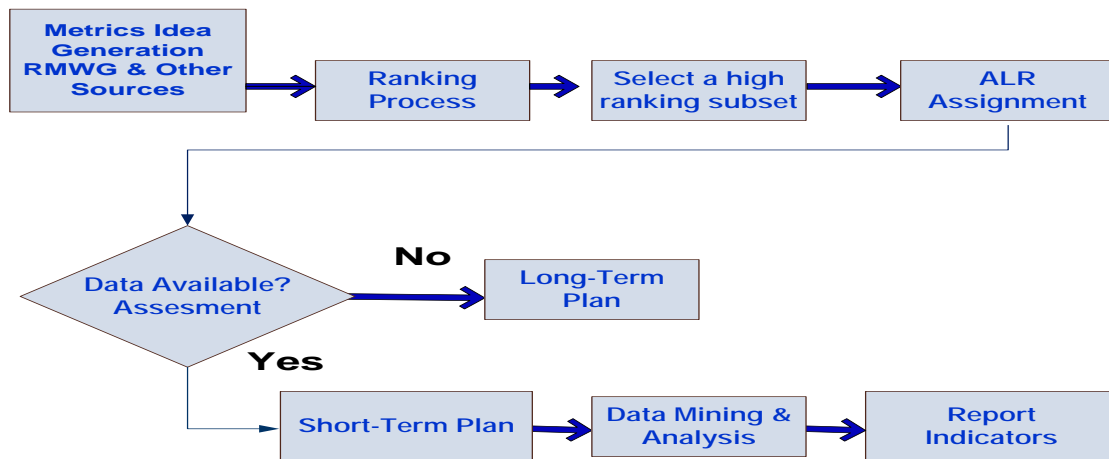 Metrics Idea
Generation
RMWG & Other
Sources
Ranking
Process
Select a high
ranking subset
ALR
Assignment
Data Available?
Assesment
No
Long-Term
Plan
Yes
Short-Term Plan
Data Mining &
Analysis
Report
Indicators